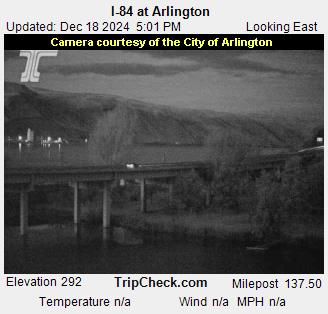 I-84 at Arlington
Updated: Dec 18 2024 5:01 PM Looking East
Camera courtesy of the City of Arlington
Elevation 292 TripCheck.com Milepost 137.50
Temperature n/a Wind n/a MPH n/a